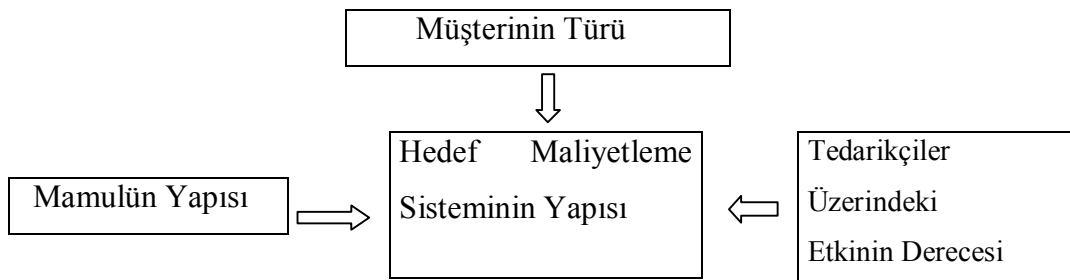 Müşterinin Türü
Mamulün Yapısı
Hedef Maliyetleme
Sisteminin Yapısı
Tedarikçiler
Üzerindeki
Etkinin Derecesi